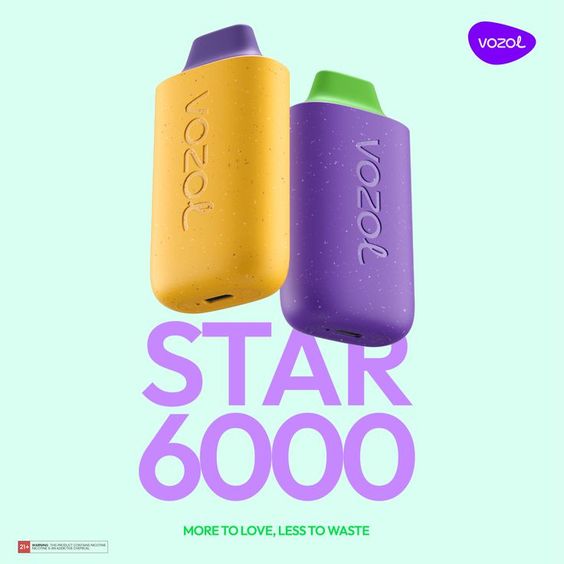 VOZOL
VOZOL
VOZOL
STAR
6000
MORE TO LOVE, LESS TO WASTE
21+
WARNING: THIS PRODUCT CONTAINS NICOTINE
NICOTINE IS AN ADDICTIVE CHEMICAL